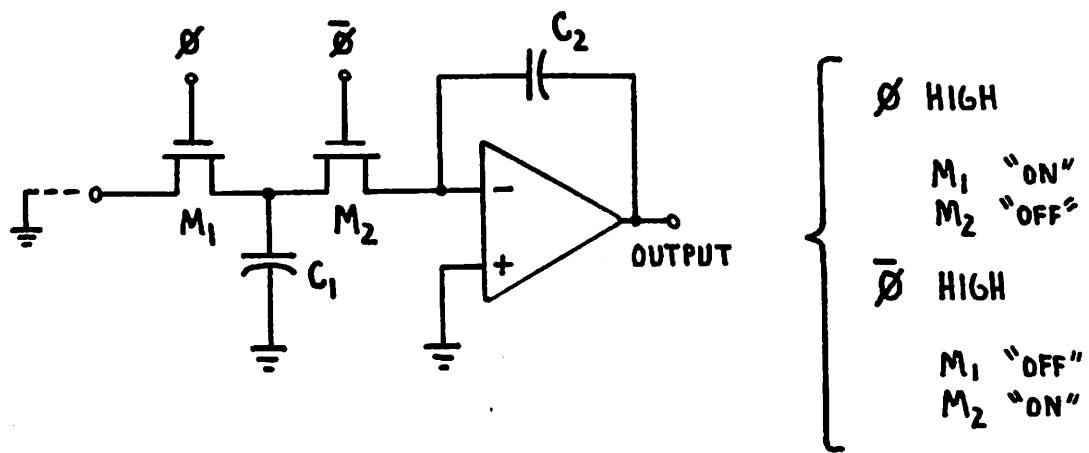 ø
ø̅
C₂
M₁
M₂
C₁
−
+
OUTPUT
ø HIGH
M₁ "ON"
M₂ "OFF"
ø̅ HIGH
M₁ "OFF"
M₂ "ON"